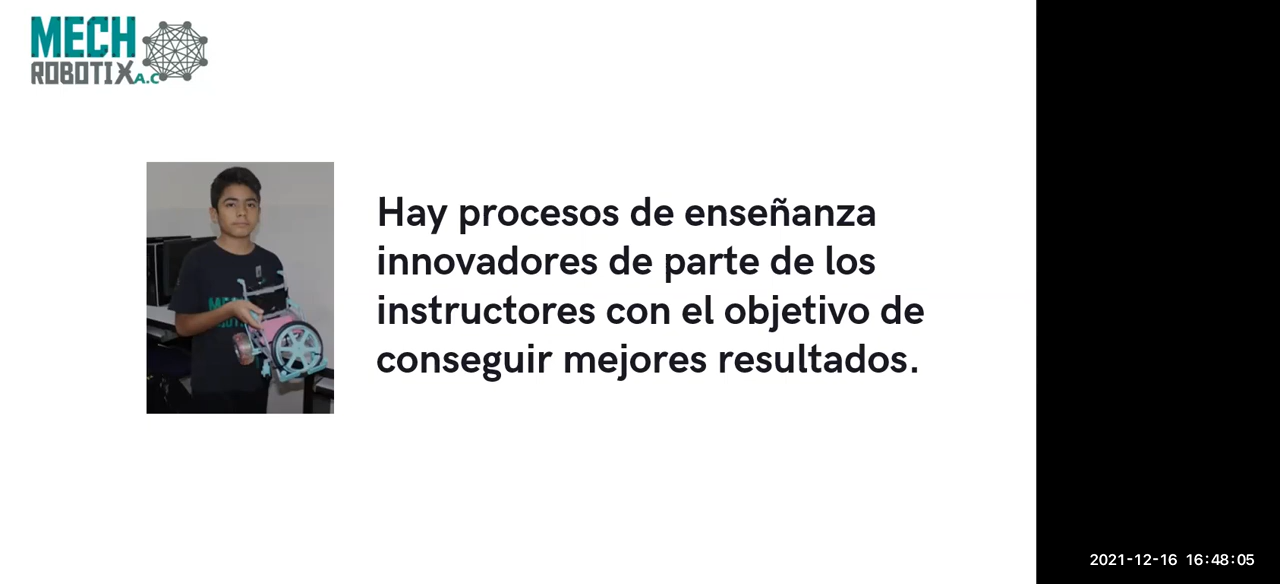 MECH
ROBOTIX A.C
Hay procesos de enseñanza
innovadores de parte de los
instructores con el objetivo de
conseguir mejores resultados.
2021-12-16 16:48:05